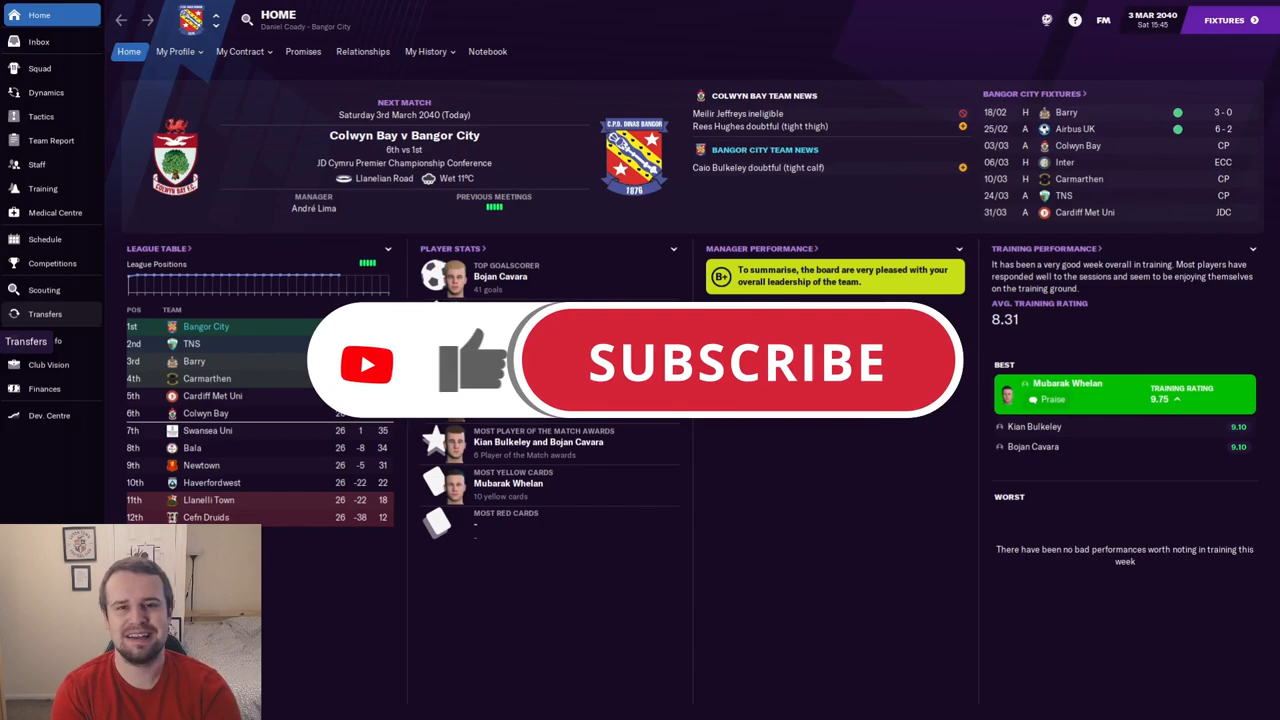 Home
Inbox
Squad
Dynamics
Tactics
Team Report
Staff
Training
Medical Centre
Schedule
Competitions
Scouting
Transfers
Transfers
Club Vision
Finances
Dev. Centre
HOME
Daniel Coady - Bangor City
?
FM
3 MAR 2040
Sat 15:45
FIXTURES
Home
My Profile
My Contract
Promises
Relationships
My History
Notebook
NEXT MATCH
Saturday 3rd March 2040 (Today)
Colwyn Bay v Bangor City
6th vs 1st
JD Cymru Premier Championship Conference
Llanelian Road
Wet 11°C
MANAGER
André Lima
PREVIOUS MEETINGS
COLWYN BAY F.C.
C.P.D. DINAS BANGOR
1876
COLWYN BAY TEAM NEWS
Meilir Jeffreys ineligible
Rees Hughes doubtful (tight thigh)
BANGOR CITY TEAM NEWS
Caio Bulkeley doubtful (tight calf)
BANGOR CITY FIXTURES >
18/02 H Barry 3 - 0
25/02 A Airbus UK 6 - 2
03/03 A Colwyn Bay CP
06/03 H Inter ECC
10/03 H Carmarthen CP
24/03 A TNS CP
31/03 A Cardiff Met Uni JDC
LEAGUE TABLE >
League Positions
POS TEAM
1st Bangor City
2nd TNS
3rd Barry
4th Carmarthen
5th Cardiff Met Uni
6th Colwyn Bay
7th Swansea Uni 26 1 35
8th Bala 26 -8 34
9th Newtown 26 -5 31
10th Haverfordwest 26 -22 22
11th Llanelli Town 26 -22 18
12th Cefn Druids 26 -38 12
PLAYER STATS >
TOP GOALSCORER
Bojan Cavara
41 goals
MOST PLAYER OF THE MATCH AWARDS
Kian Bulkeley and Bojan Cavara
6 Player of the Match awards
MOST YELLOW CARDS
Mubarak Whelan
10 yellow cards
MOST RED CARDS
-
-
MANAGER PERFORMANCE >
B+
To summarise, the board are very pleased with your
overall leadership of the team.
TRAINING PERFORMANCE >
It has been a very good week overall in training. Most players
have responded well to the sessions and seem to be enjoying themselves
on the training ground.
AVG. TRAINING RATING
8.31
BEST
Mubarak Whelan
Praise
TRAINING RATING
9.75
Kian Bulkeley 9.10
Bojan Cavara 9.10
WORST
There have been no bad performances worth noting in training this
week
SUBSCRIBE